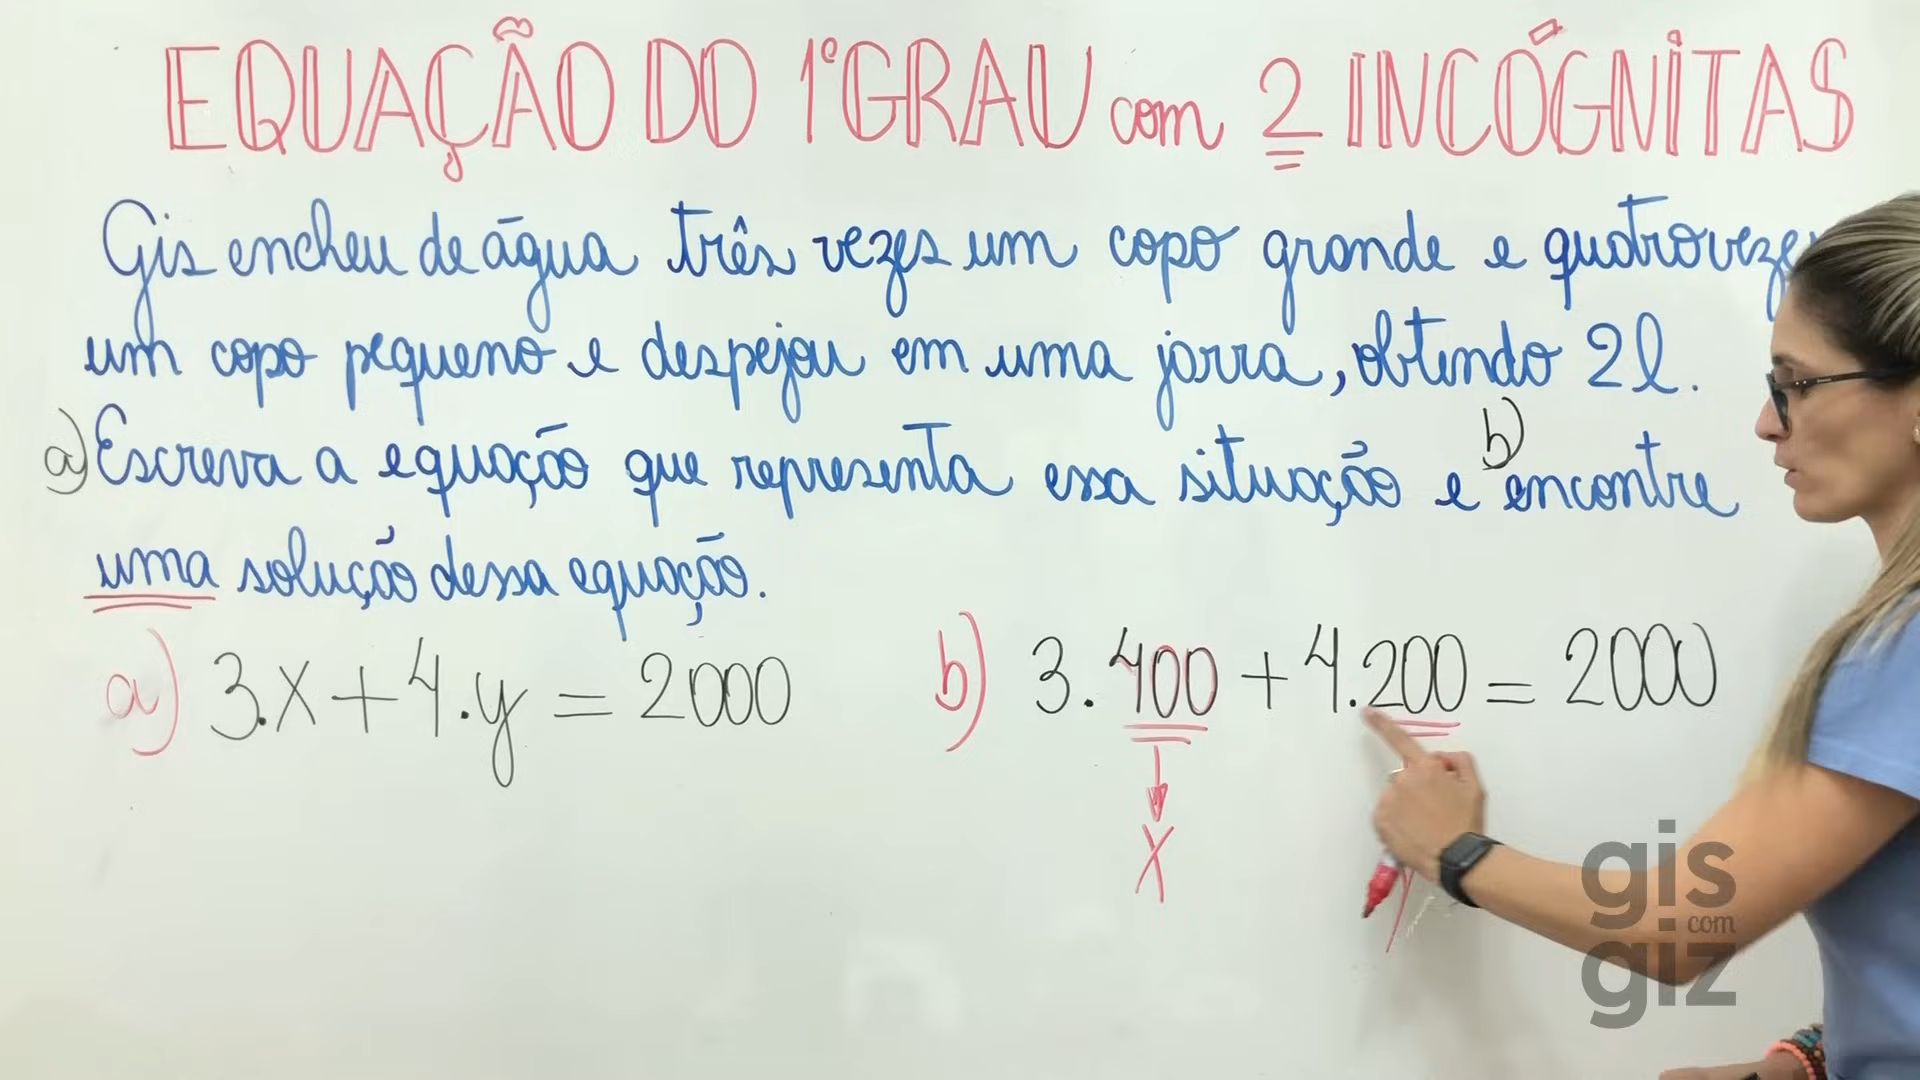 EQUAÇÃO DO 1º GRAU com 2 INCÓGNITAS
Gis encheu de água três vezes um copo grande e quatro vezes
um copo pequeno e despejou em uma jarra, obtendo 2l.
a) Escreva a equação que representa essa situação e b) encontre
uma solução dessa equação.
a) 3.x + 4.y = 2000
b) 3.400 + 4.200 = 2000
X
gis
com
giz